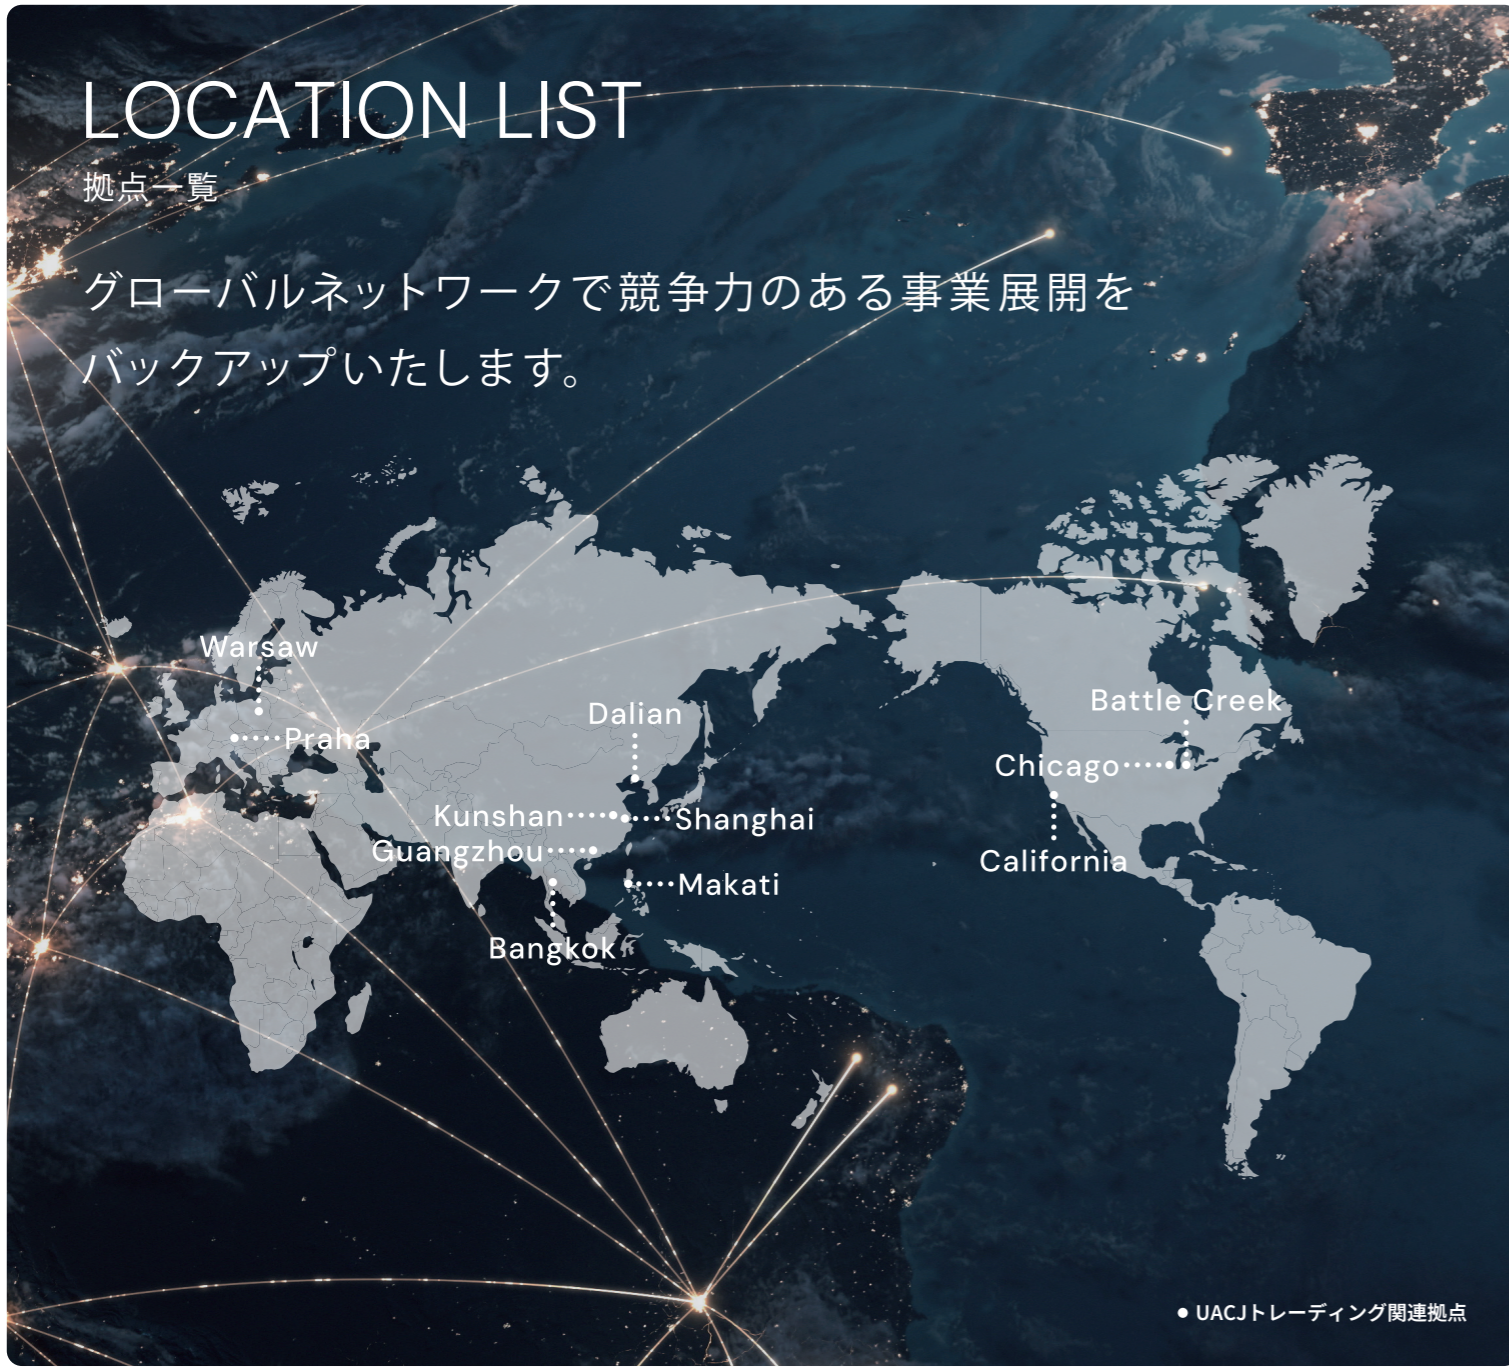 LOCATION LIST
拠点一覧
グローバルネットワークで競争力のある事業展開を
バックアップいたします。
Warsaw
Praha
Dalian
Battle Creek
Chicago
Kunshan
Shanghai
Guangzhou
California
Makati
Bangkok
● UACJトレーディング関連拠点